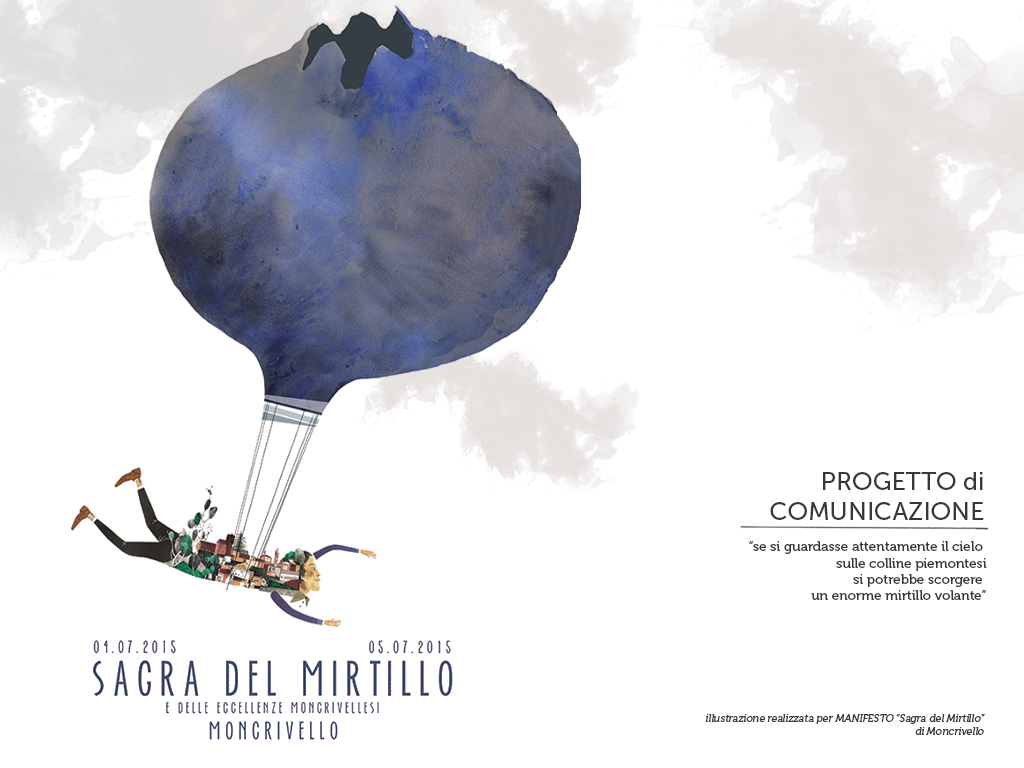 04.07.2015 05.07.2015
SAGRA DEL MIRTILLO
E DELLE ECCELLENZE MONCRIVELLESI
MONCRIVELLO
PROGETTO di
COMUNICAZIONE
"se si guardasse attentamente il cielo
sulle colline piemontesi
si potrebbe scorgere
un enorme mirtillo volante"
illustrazione realizzata per MANIFESTO "Sagra del Mirtillo"
di Moncrivello